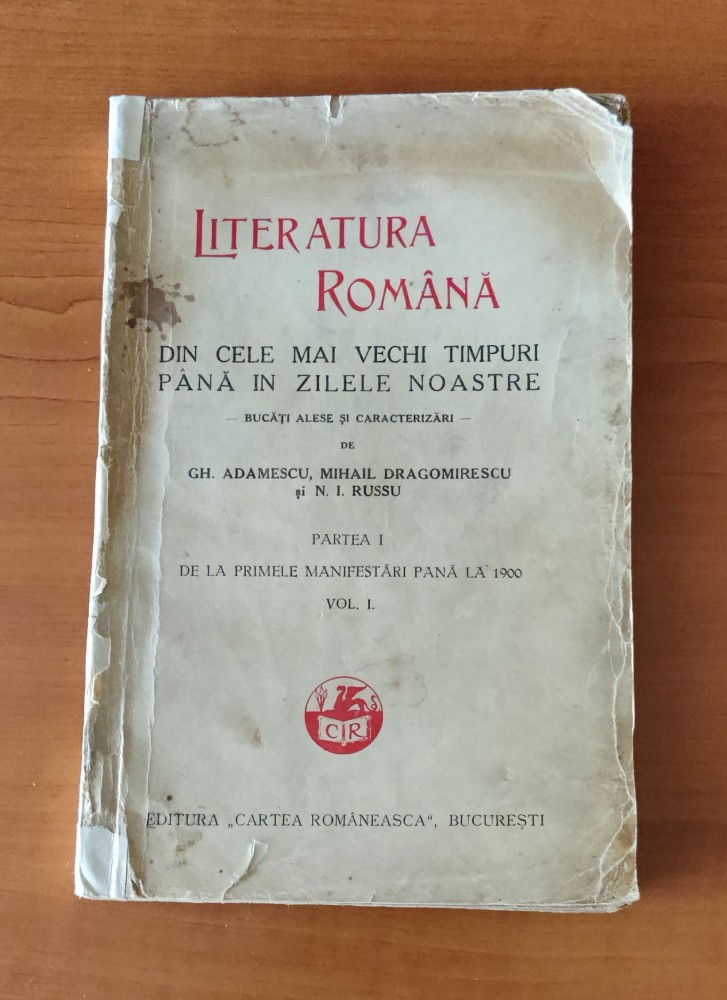 LITERATURA
ROMÂNĂ
DIN CELE MAI VECHI TIMPURI
PÂNĂ IN ZILELE NOASTRE
— BUCĂȚI ALESE ȘI CARACTERIZĂRI —
DE
GH. ADAMESCU, MIHAIL DRAGOMIRESCU
și N. I. RUSSU
PARTEA I
DE LA PRIMELE MANIFESTĂRI PANĂ LA 1900
VOL. I.
C R
EDITURA „CARTEA ROMÂNEASCA“, BUCUREȘTI